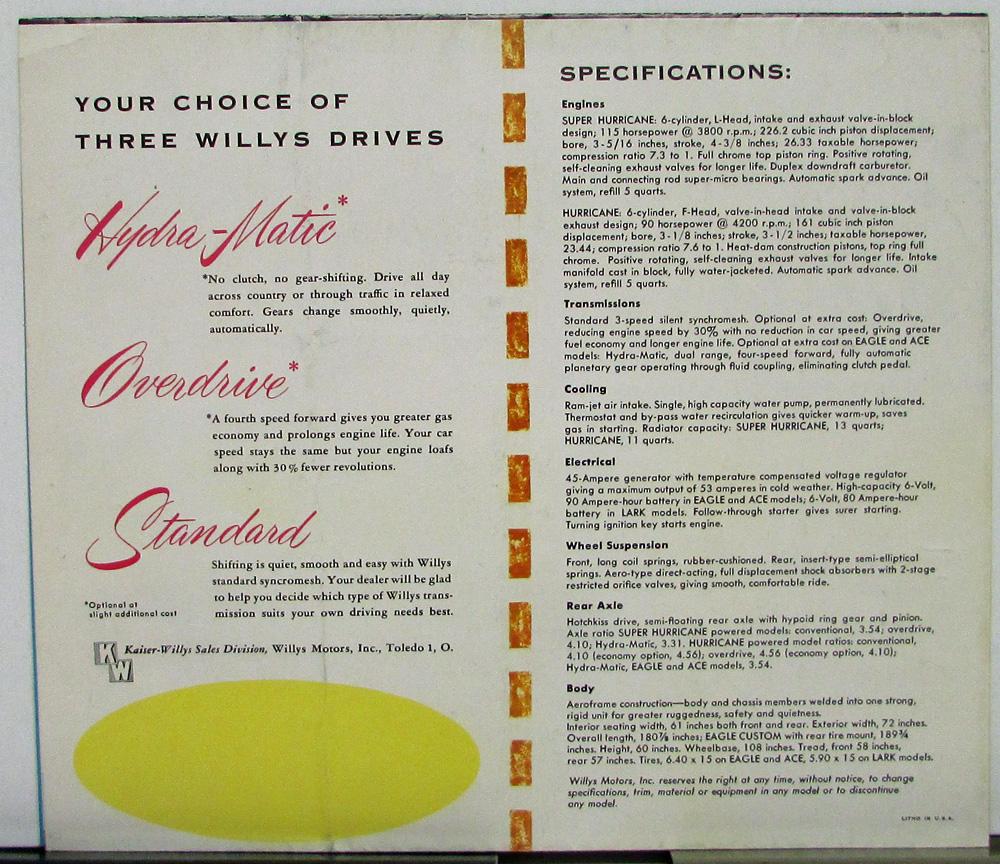 YOUR CHOICE OF
THREE WILLYS DRIVES
Hydra-Matic*
*No clutch, no gear-shifting. Drive all day
across country or through traffic in relaxed
comfort. Gears change smoothly, quietly,
automatically.
Overdrive*
*A fourth speed forward gives you greater gas
economy and prolongs engine life. Your car
speed stays the same but your engine loafs
along with 30% fewer revolutions.
Standard
Shifting is quiet, smooth and easy with Willys
standard syncromesh. Your dealer will be glad
to help you decide which type of Willys trans-
mission suits your own driving needs best.
*Optional at
slight additional cost
KW
Kaiser-Willys Sales Division, Willys Motors, Inc., Toledo 1, O.
SPECIFICATIONS:
Engines
SUPER HURRICANE: 6-cylinder, L-Head, intake and exhaust valve-in-block
design; 115 horsepower @ 3800 r.p.m.; 226.2 cubic inch piston displacement;
bore, 3-5/16 inches, stroke, 4-3/8 inches; 26.33 taxable horsepower;
compression ratio 7.3 to 1. Full chrome top piston ring. Positive rotating,
self-cleaning exhaust valves for longer life. Duplex downdraft carburetor.
Main and connecting rod super-micro bearings. Automatic spark advance. Oil
system, refill 5 quarts.
HURRICANE: 6-cylinder, F-Head, valve-in-head intake and valve-in-block
exhaust design; 90 horsepower @ 4200 r.p.m.; 161 cubic inch piston
displacement; bore, 3-1/8 inches; stroke, 3-1/2 inches; taxable horsepower,
23.44; compression ratio 7.6 to 1. Heat-dam construction pistons, top ring full
chrome. Positive rotating, self-cleaning exhaust valves for longer life. Intake
manifold cast in block, fully water-jacketed. Automatic spark advance. Oil
system, refill 5 quarts.
Transmissions
Standard 3-speed silent synchromesh. Optional at extra cost: Overdrive,
reducing engine speed by 30% with no reduction in car speed, giving greater
fuel economy and longer engine life. Optional at extra cost on EAGLE and ACE
models: Hydra-Matic, dual range, four-speed forward, fully automatic
planetary gear operating through fluid coupling, eliminating clutch pedal.
Cooling
Ram-jet air intake. Single, high capacity water pump, permanently lubricated.
Thermostat and by-pass water recirculation gives quicker warm-up, saves
gas in starting. Radiator capacity: SUPER HURRICANE, 13 quarts;
HURRICANE, 11 quarts.
Electrical
45-Ampere generator with temperature compensated voltage regulator
giving a maximum output of 53 amperes in cold weather. High-capacity 6-Volt,
90 Ampere-hour battery in EAGLE and ACE models; 6-Volt, 80 Ampere-hour
battery in LARK models. Follow-through starter gives surer starting.
Turning ignition key starts engine.
Wheel Suspension
Front, long coil springs, rubber-cushioned. Rear, insert-type semi-elliptical
springs. Aero-type direct-acting, full displacement shock absorbers with 2-stage
restricted orifice valves, giving smooth, comfortable ride.
Rear Axle
Hotchkiss drive, semi-floating rear axle with hypoid ring gear and pinion.
Axle ratio SUPER HURRICANE powered models: conventional, 3.54; overdrive,
4.10; Hydra-Matic, 3.31. HURRICANE powered model ratios: conventional,
4.10 (economy option, 4.56); overdrive, 4.56 (economy option, 4.10);
Hydra-Matic, EAGLE and ACE models, 3.54.
Body
Aeroframe construction—body and chassis members welded into one strong,
rigid unit for greater ruggedness, safety and quietness.
Interior seating width, 61 inches both front and rear. Exterior width, 72 inches.
Overall length, 180⅞ inches; EAGLE CUSTOM with rear tire mount, 189¾
inches. Height, 60 inches. Wheelbase, 108 inches. Tread, front 58 inches,
rear 57 inches. Tires, 6.40 x 15 on EAGLE and ACE, 5.90 x 15 on LARK models.
Willys Motors, Inc. reserves the right at any time, without notice, to change
specifications, trim, material or equipment in any model or to discontinue
any model.
LITHO IN U.S.A.